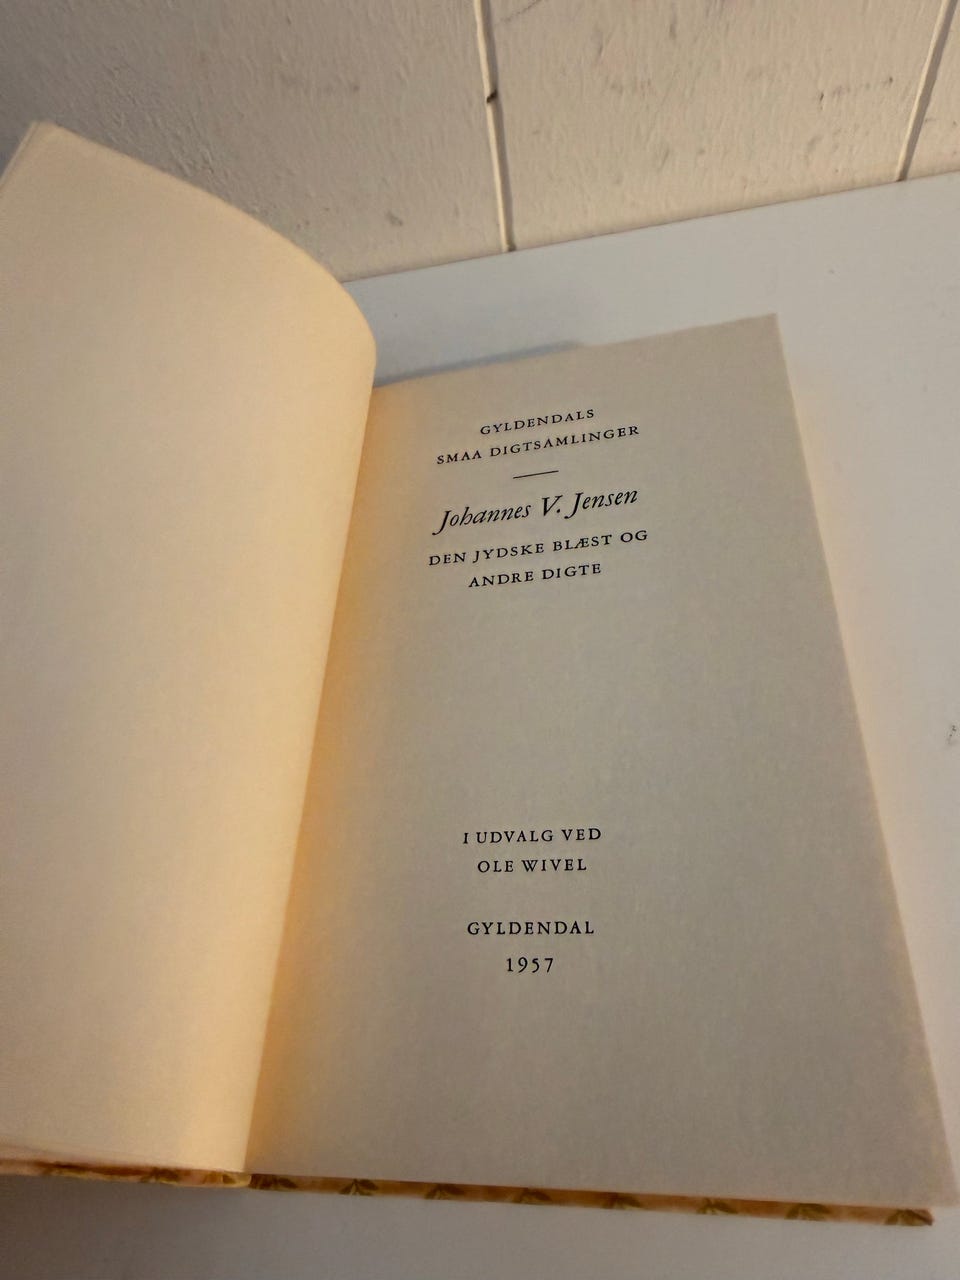 GYLDENDALS
SMAA DIGTSAMLINGER
Johannes V. Jensen
DEN JYDSKE BLÆST OG
ANDRE DIGTE
I UDVALG VED
OLE WIVEL
GYLDENDAL
1957